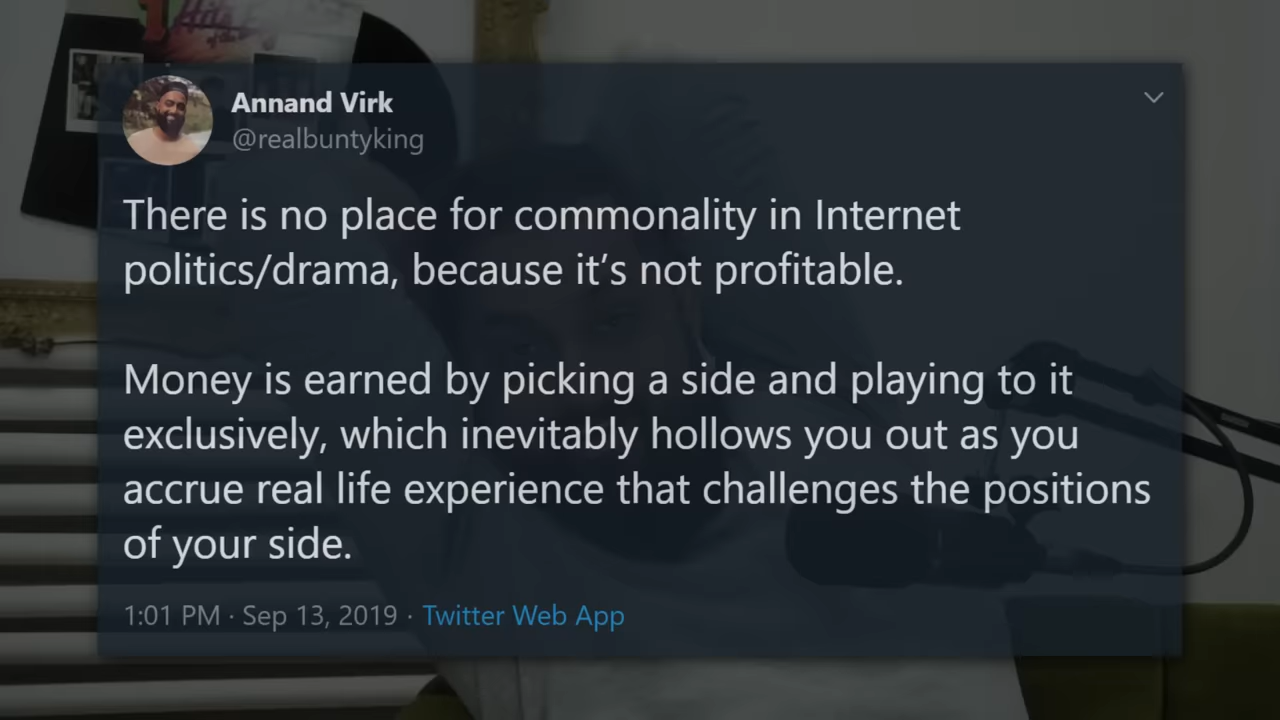 Annand Virk
@realbuntyking
There is no place for commonality in Internet
politics/drama, because it’s not profitable.
Money is earned by picking a side and playing to it
exclusively, which inevitably hollows you out as you
accrue real life experience that challenges the positions
of your side.
1:01 PM · Sep 13, 2019 · Twitter Web App